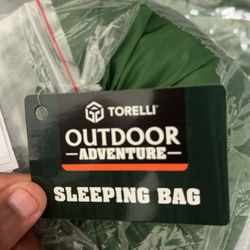 TORELLI
OUTDOOR
ADVENTURE
SLEEPING BAG